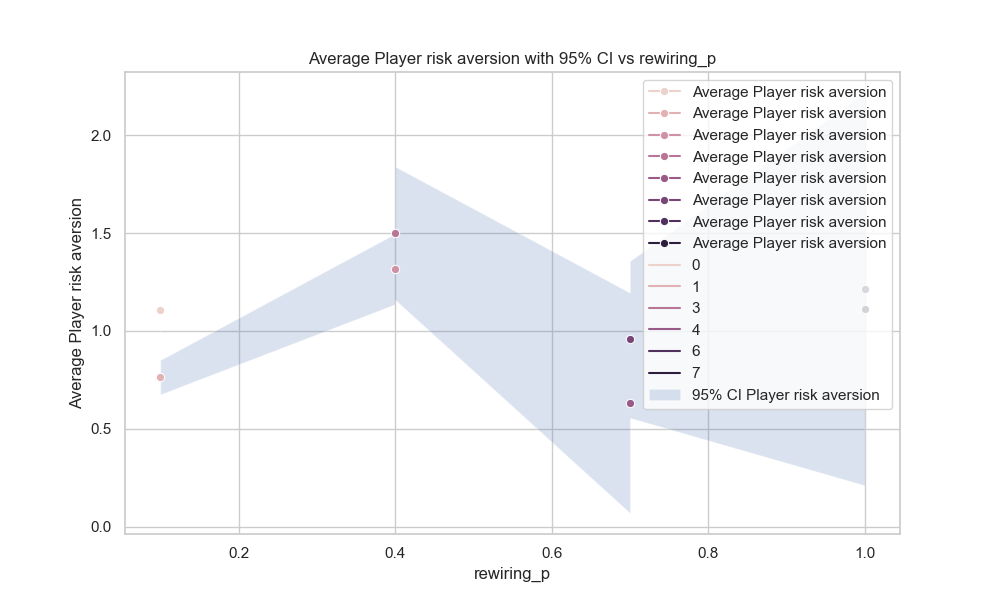 Average Player risk aversion with 95% CI vs rewiring_p
Average Player risk aversion
2.0
1.5
1.0
0.5
0.0
0.2
0.4
0.6
0.8
1.0
rewiring_p
Average Player risk aversion
Average Player risk aversion
Average Player risk aversion
Average Player risk aversion
Average Player risk aversion
Average Player risk aversion
Average Player risk aversion
Average Player risk aversion
0
1
3
4
6
7
95% CI Player risk aversion